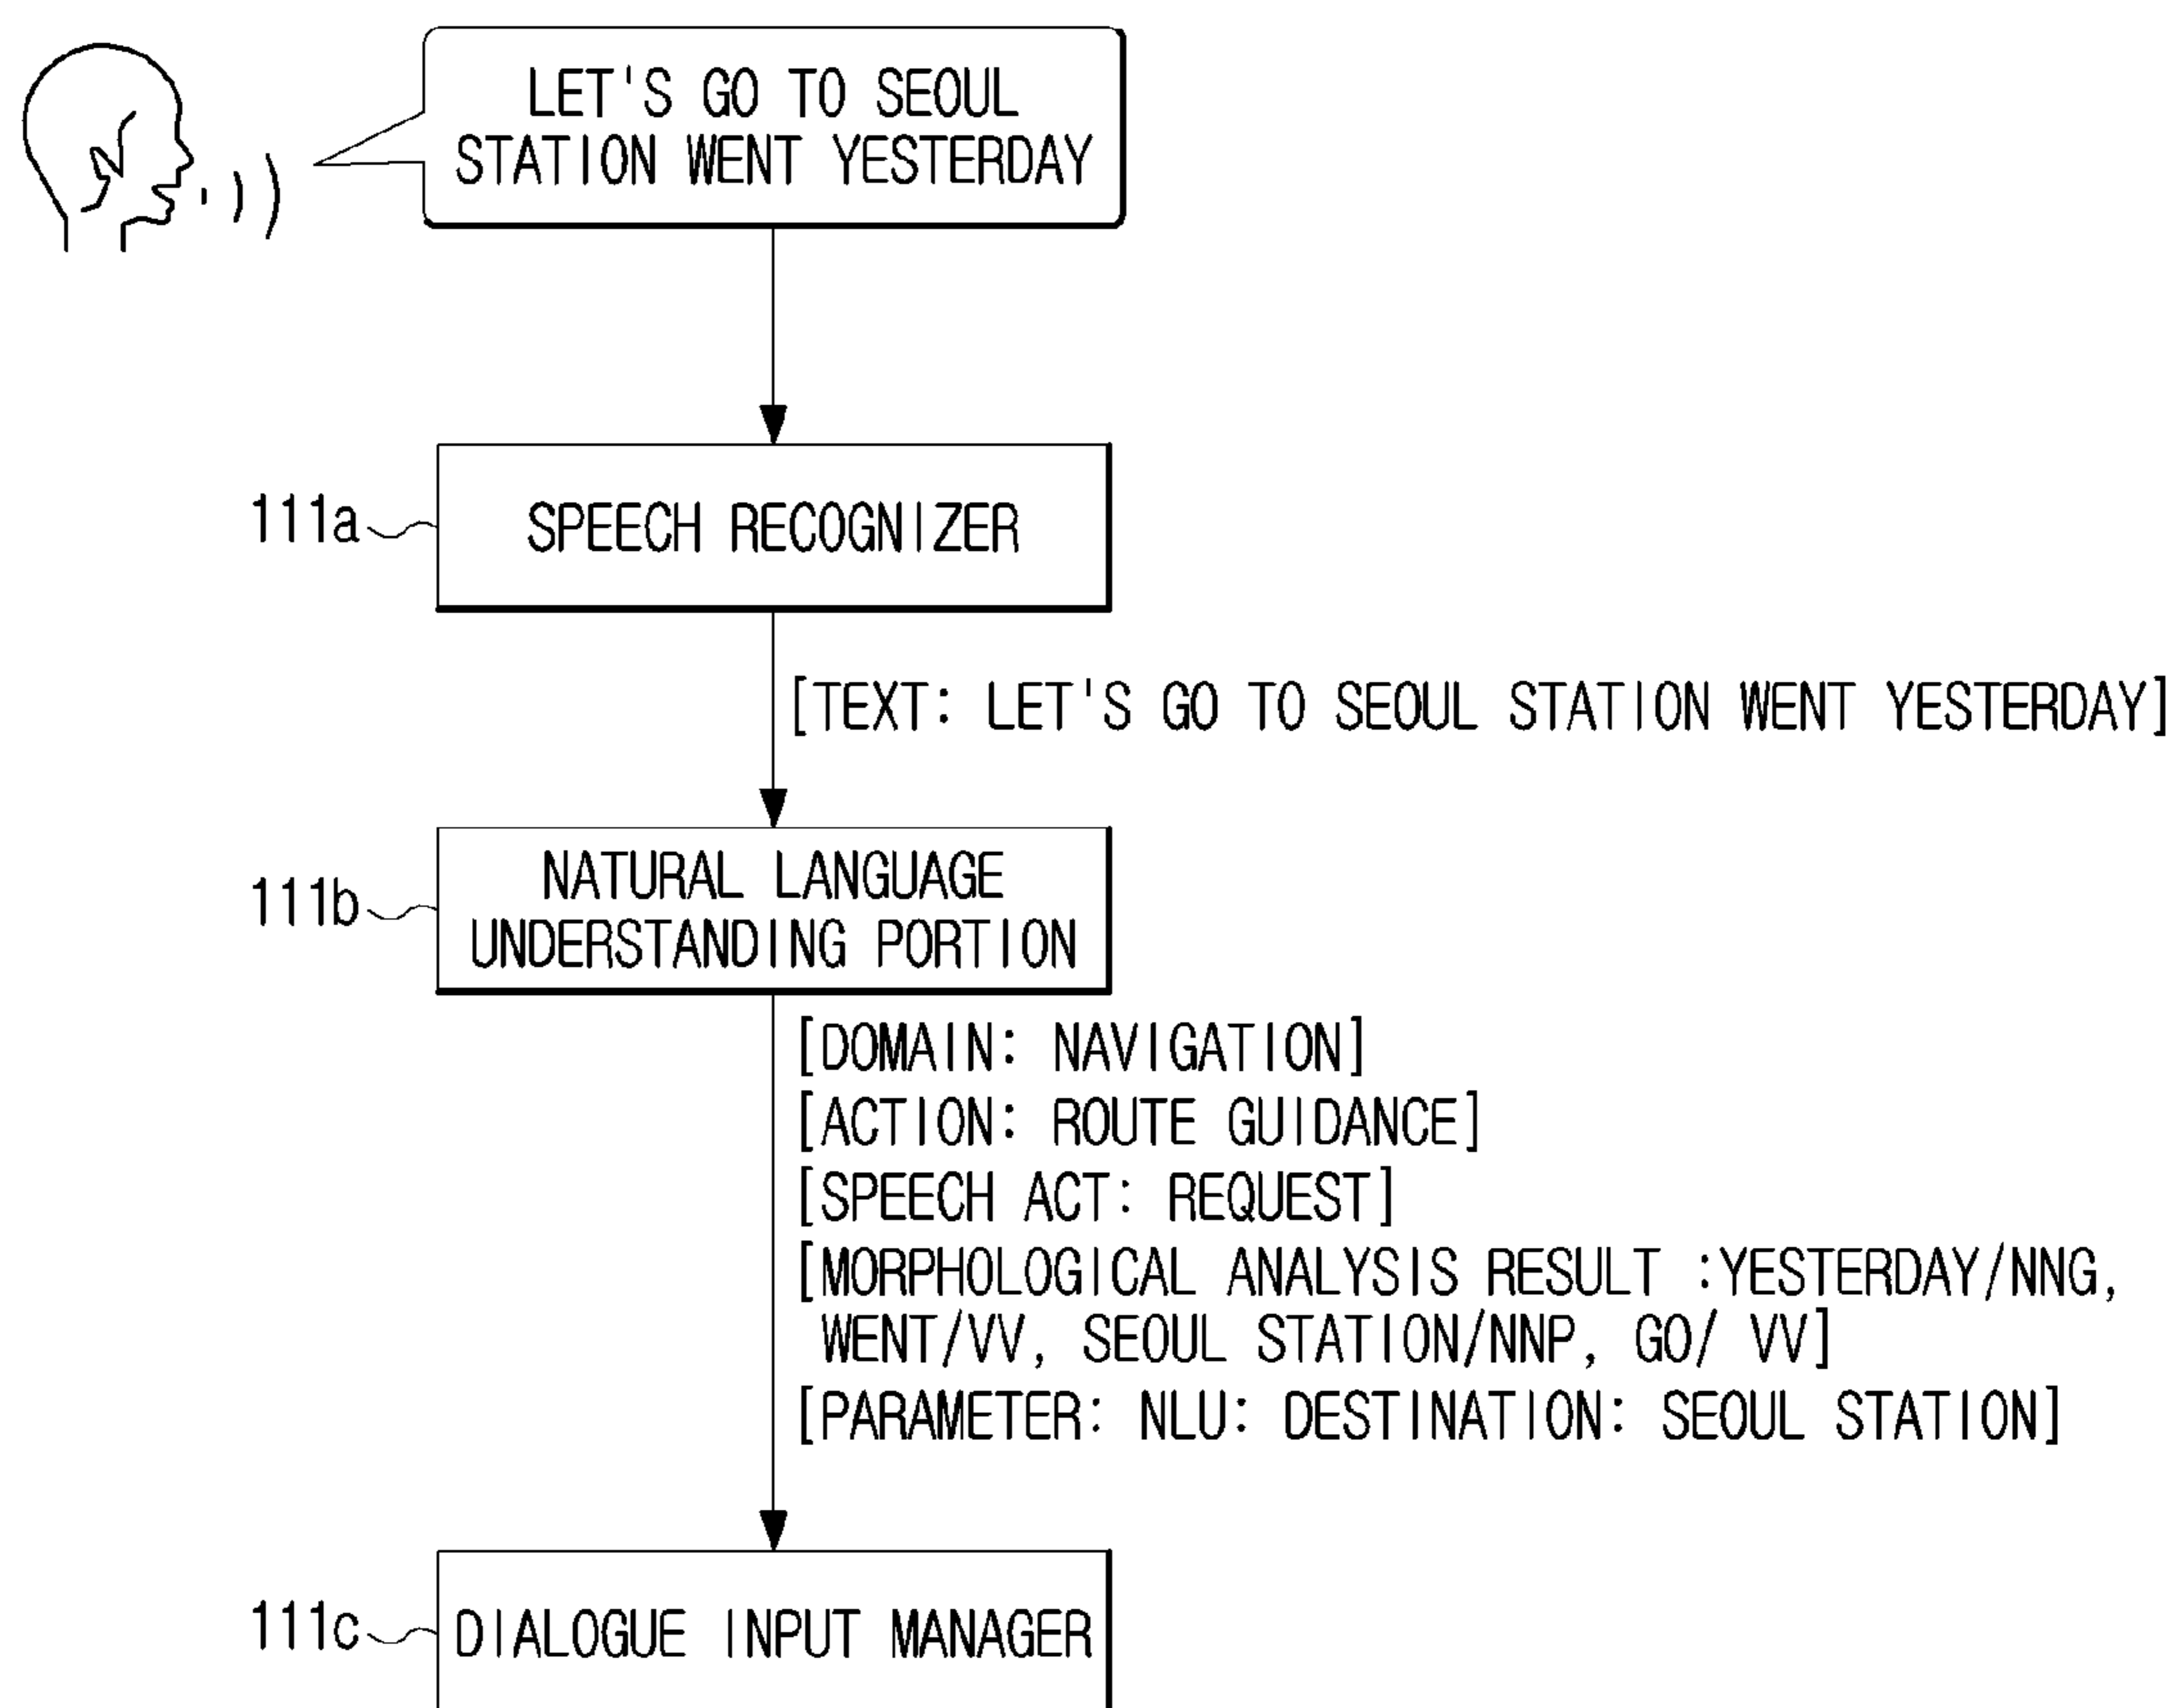 LET'S GO TO SEOUL
STATION WENT YESTERDAY
111a
SPEECH RECOGNIZER
[TEXT: LET'S GO TO SEOUL STATION WENT YESTERDAY]
111b
NATURAL LANGUAGE
UNDERSTANDING PORTION
[DOMAIN: NAVIGATION]
[ACTION: ROUTE GUIDANCE]
[SPEECH ACT: REQUEST]
[MORPHOLOGICAL ANALYSIS RESULT :YESTERDAY/NNG,
WENT/VV, SEOUL STATION/NNP, GO/ VV]
[PARAMETER: NLU: DESTINATION: SEOUL STATION]
111c
DIALOGUE INPUT MANAGER